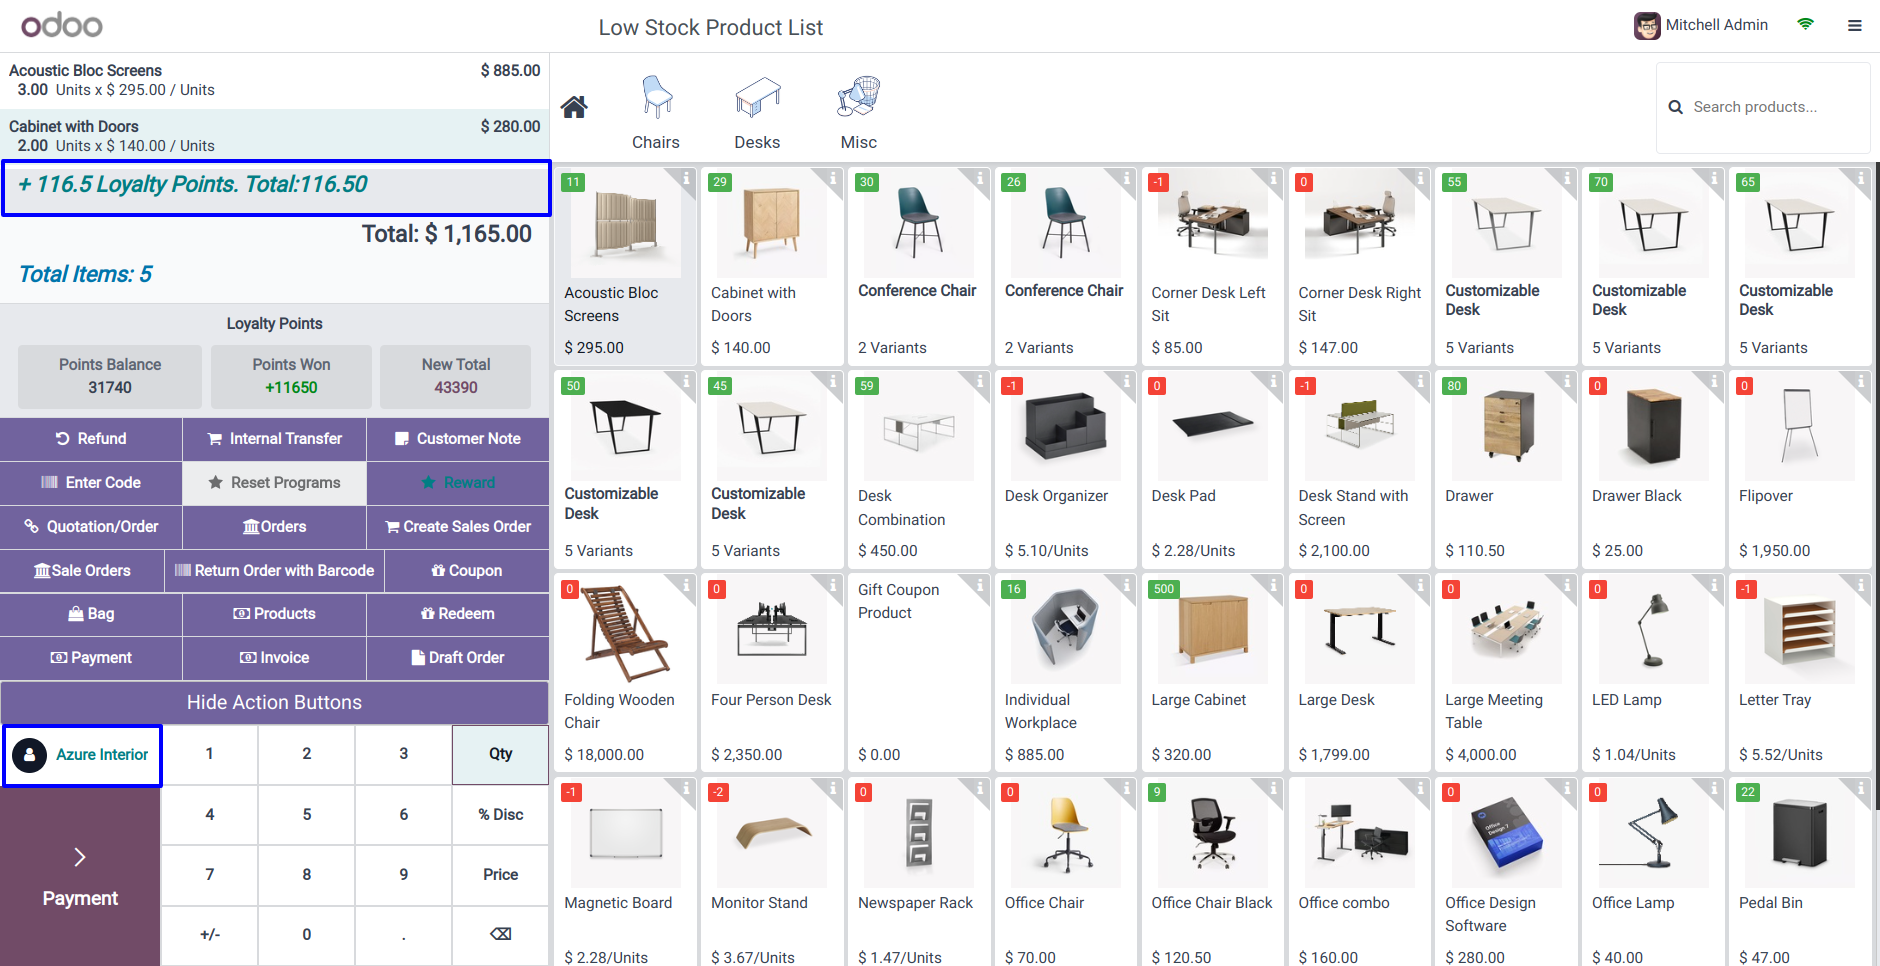 odoo
Low Stock Product List
Mitchell Admin
Acoustic Bloc Screens $ 885.00
3.00 Units x $ 295.00 / Units
Cabinet with Doors $ 280.00
2.00 Units x $ 140.00 / Units
+ 116.5 Loyalty Points. Total:116.50
Total: $ 1,165.00
Total Items: 5
Loyalty Points
Points Balance Points Won New Total
31740 +11650 43390
Refund Internal Transfer Customer Note
Enter Code Reset Programs Reward
Quotation/Order Orders Create Sales Order
Sale Orders Return Order with Barcode Coupon
Bag Products Redeem
Payment Invoice Draft Order
Hide Action Buttons
Azure Interior 1 2 3 Qty
4 5 6 % Disc
7 8 9 Price
Payment
+/- 0 .
Chairs Desks Misc
Search products...
11 29 30 26 -1 0 55 70 65
Acoustic Bloc Screens Cabinet with Doors Conference Chair Conference Chair Corner Desk Left Sit Corner Desk Right Sit Customizable Desk Customizable Desk Customizable Desk
$ 295.00 $ 140.00 2 Variants 2 Variants $ 85.00 $ 147.00 5 Variants 5 Variants 5 Variants
50 45 59 -1 0 -1 80 0 0
Customizable Desk Customizable Desk Desk Combination Desk Organizer Desk Pad Desk Stand with Screen Drawer Drawer Black Flipover
5 Variants 5 Variants $ 450.00 $ 5.10/Units $ 2.28/Units $ 2,100.00 $ 110.50 $ 25.00 $ 1,950.00
0 0 16 500 0 0 0 -1
Folding Wooden Chair Four Person Desk Gift Coupon Product Individual Workplace Large Cabinet Large Desk Large Meeting Table LED Lamp Letter Tray
$ 18,000.00 $ 2,350.00 $ 0.00 $ 885.00 $ 320.00 $ 1,799.00 $ 4,000.00 $ 1.04/Units $ 5.52/Units
-1 -2 0 0 9 0 0 22
Office Design 7
Magnetic Board Monitor Stand Newspaper Rack Office Chair Office Chair Black Office combo Office Design Software Office Lamp Pedal Bin
$ 2.28/Units $ 3.67/Units $ 1.47/Units $ 70.00 $ 120.50 $ 160.00 $ 280.00 $ 40.00 $ 47.00